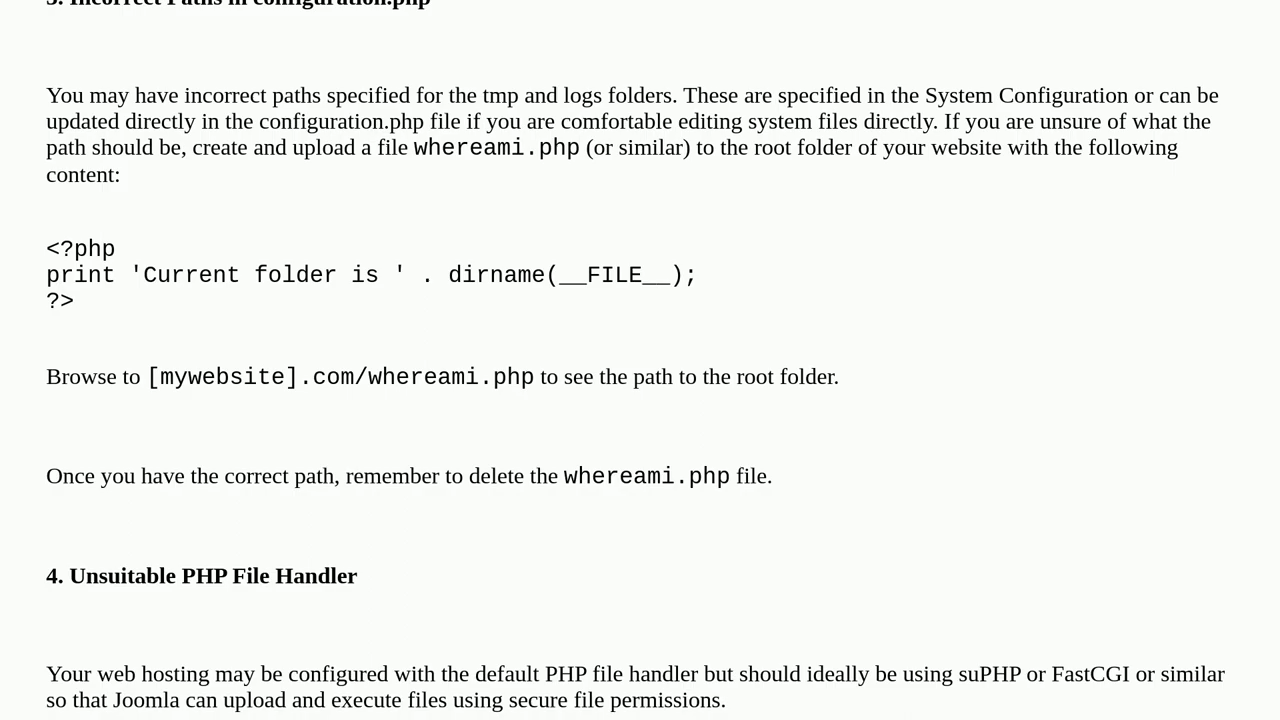 3. Incorrect Paths in configuration.php
You may have incorrect paths specified for the tmp and logs folders. These are specified in the System Configuration or can be
updated directly in the configuration.php file if you are comfortable editing system files directly. If you are unsure of what the
path should be, create and upload a file whereami.php (or similar) to the root folder of your website with the following
content:
<?php
print 'Current folder is ' . dirname(__FILE__);
?>
Browse to [mywebsite].com/whereami.php to see the path to the root folder.
Once you have the correct path, remember to delete the whereami.php file.
4. Unsuitable PHP File Handler
Your web hosting may be configured with the default PHP file handler but should ideally be using suPHP or FastCGI or similar
so that Joomla can upload and execute files using secure file permissions.